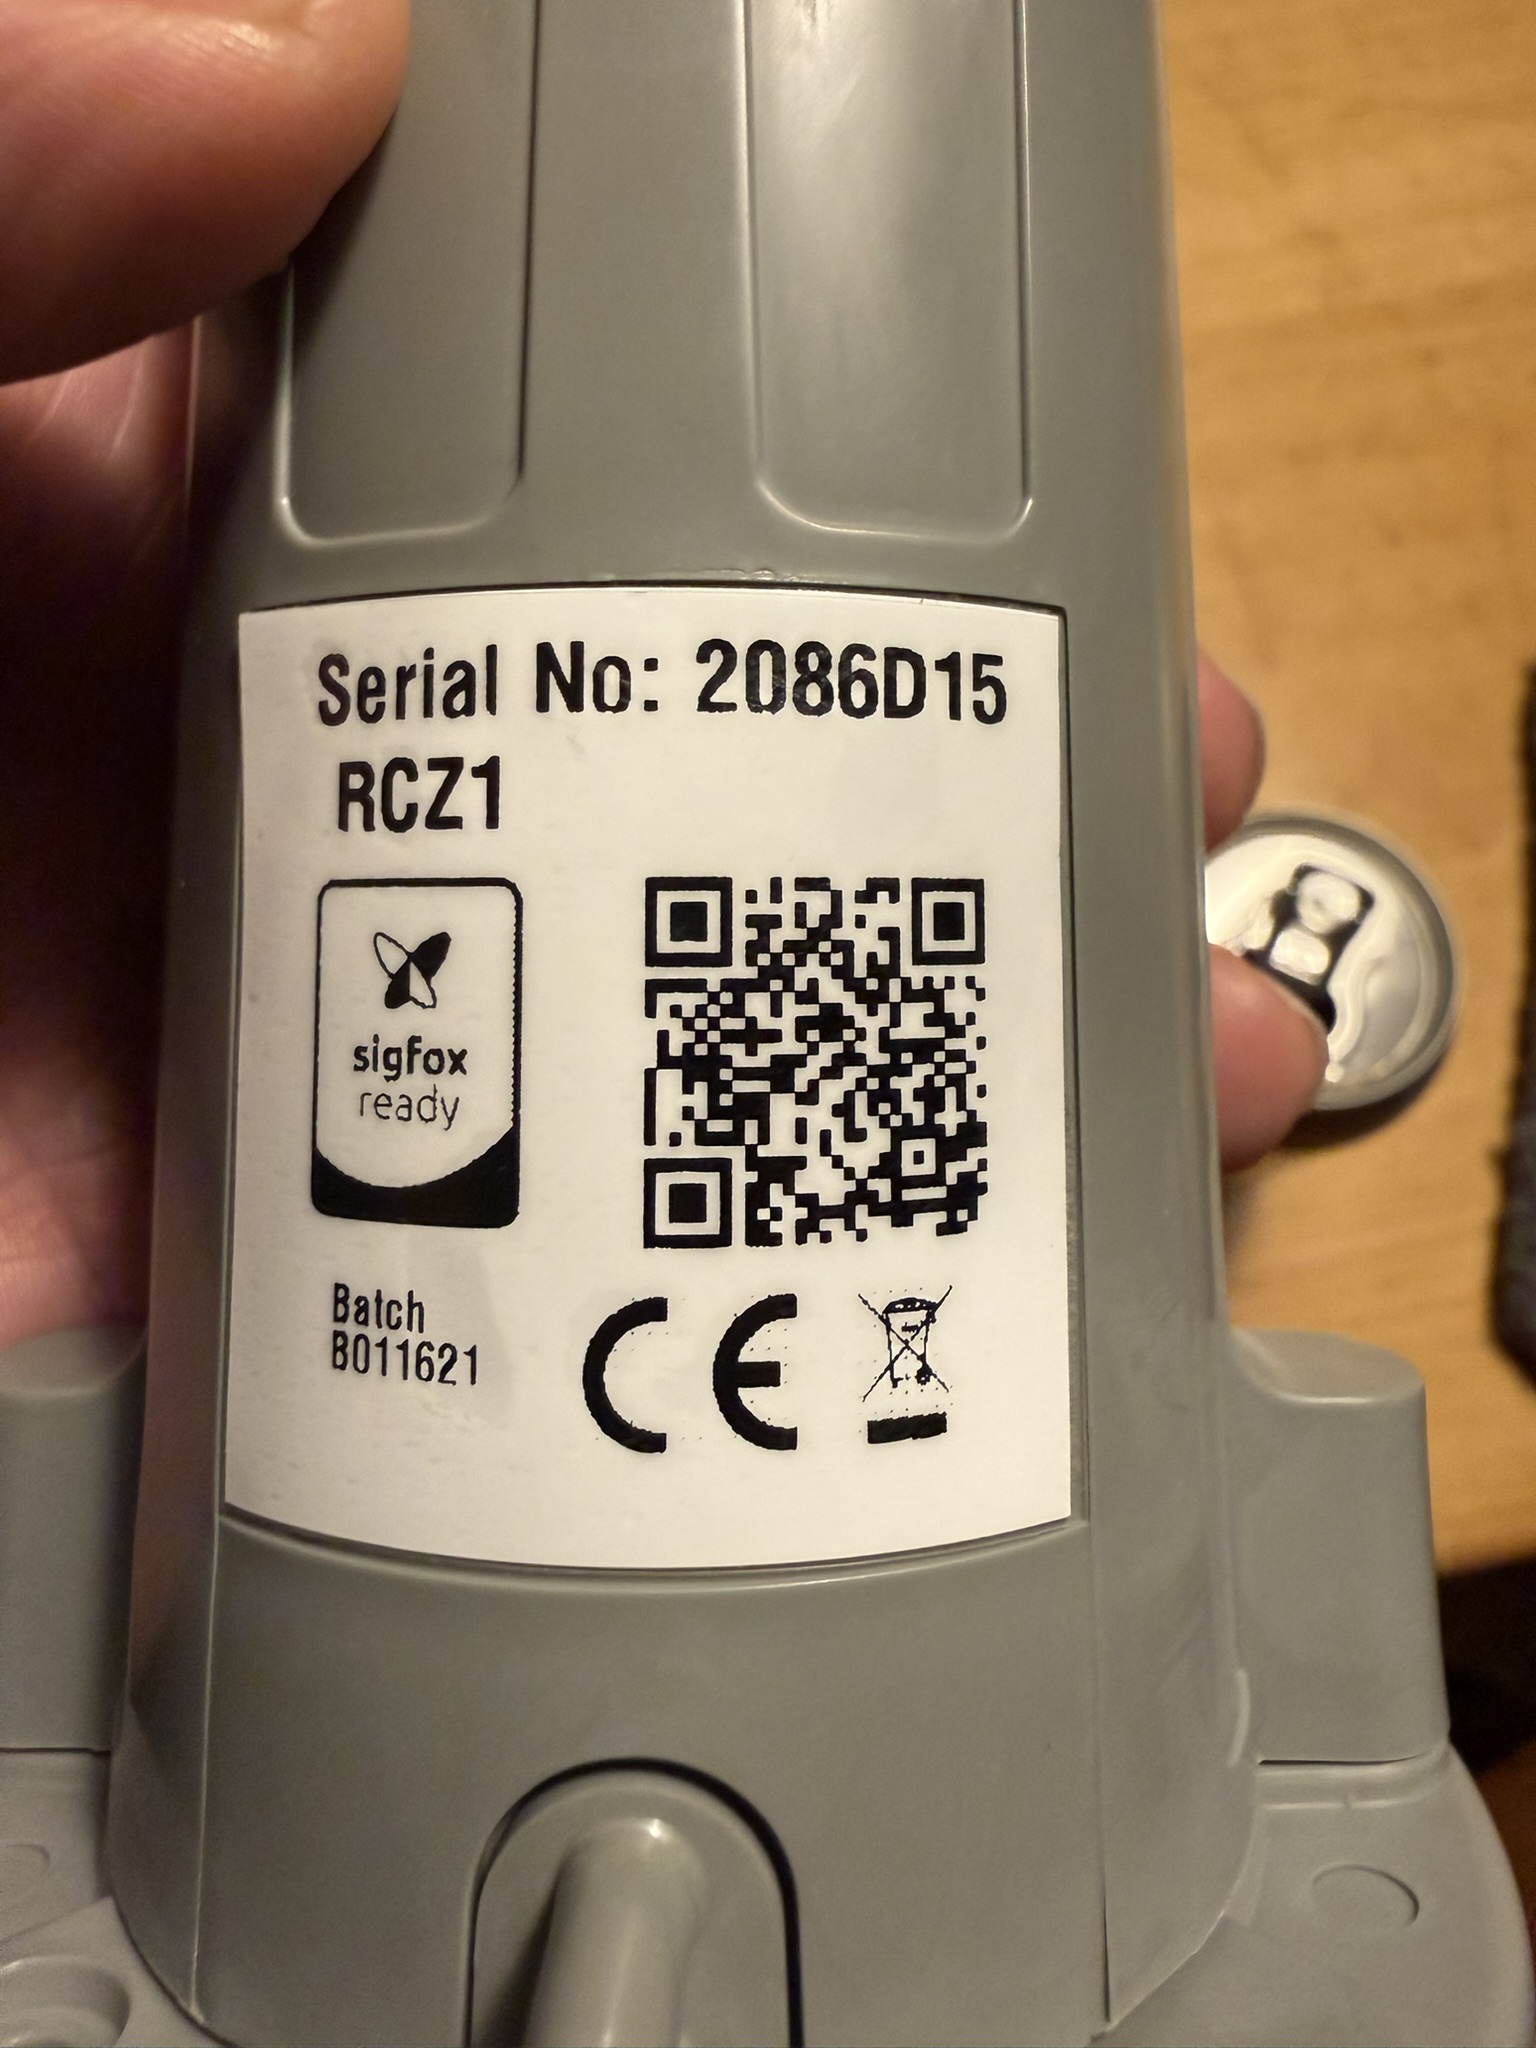 Serial No: 2086D15
RCZ1
sigfox
ready
Batch
B011621
CE